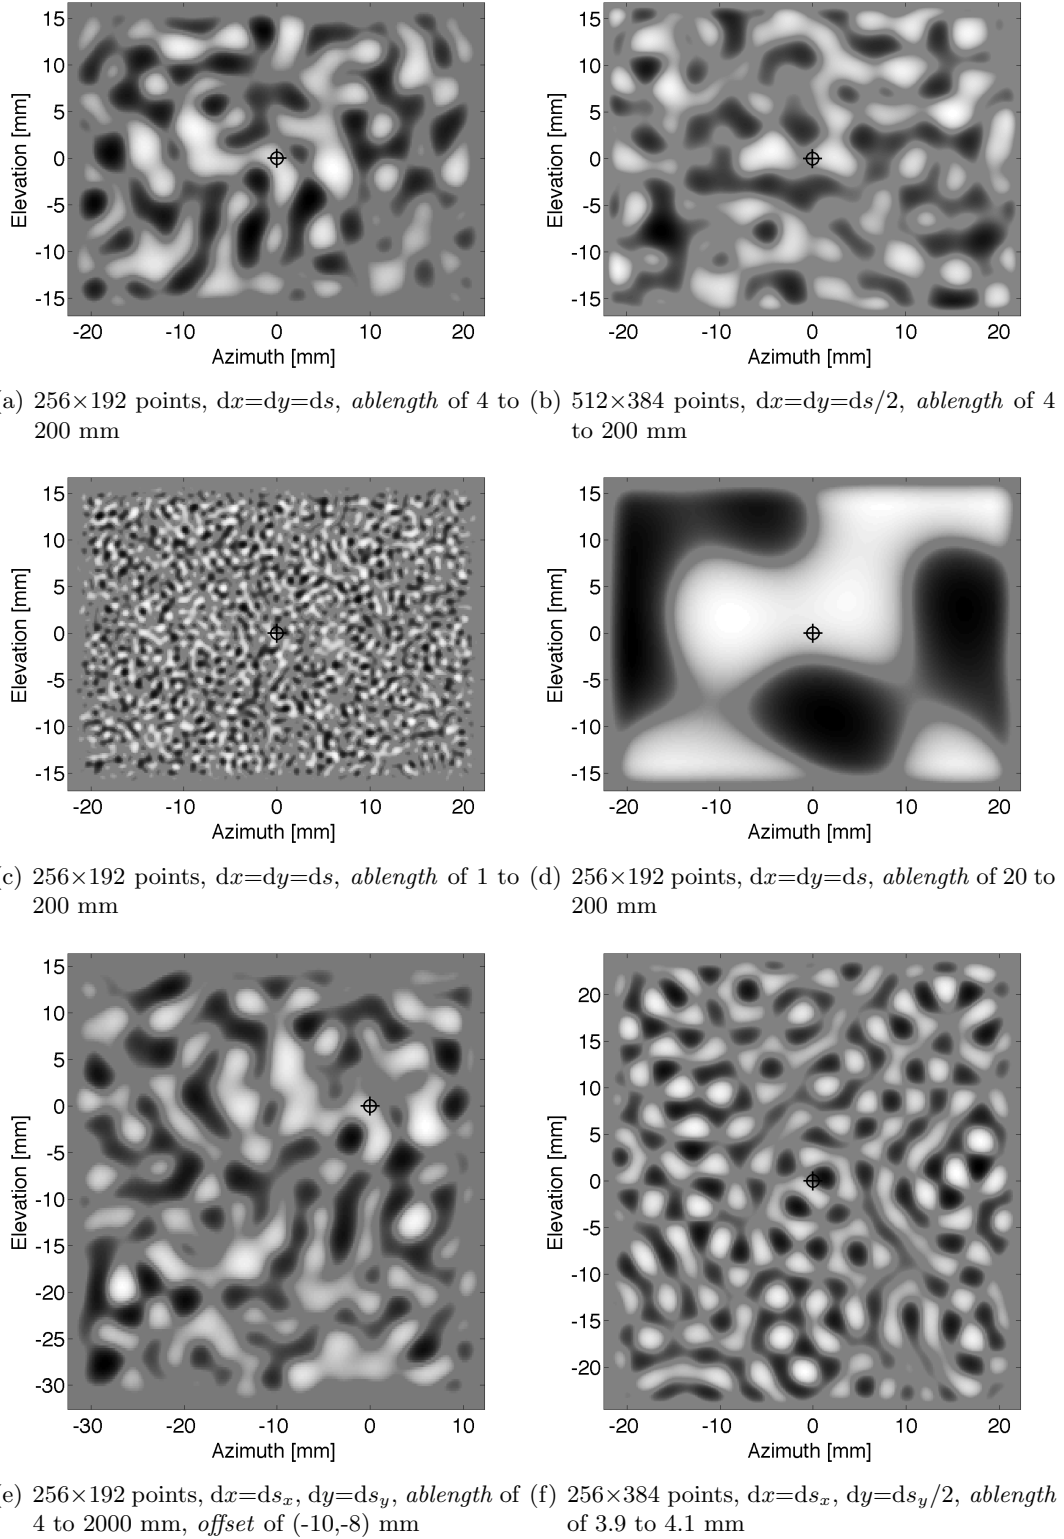 15
10
5
0
-5
-10
-15
Elevation [mm]
-20 -10 0 10 20
Azimuth [mm]
15
10
5
0
-5
-10
-15
Elevation [mm]
-20 -10 0 10 20
Azimuth [mm]
a) 256×192 points, dx=dy=ds, ablength of 4 to
200 mm
(b) 512×384 points, dx=dy=ds/2, ablength of 4
to 200 mm
15
10
5
0
-5
-10
-15
Elevation [mm]
-20 -10 0 10 20
Azimuth [mm]
15
10
5
0
-5
-10
-15
Elevation [mm]
-20 -10 0 10 20
Azimuth [mm]
c) 256×192 points, dx=dy=ds, ablength of 1 to
200 mm
(d) 256×192 points, dx=dy=ds, ablength of 20 to
200 mm
15
10
5
0
-5
-10
-15
-20
-25
-30
Elevation [mm]
-30 -20 -10 0 10
Azimuth [mm]
20
10
5
0
-5
-10
-20
Elevation [mm]
-20 -10 0 10 20
Azimuth [mm]
e) 256×192 points, dx=dsx, dy=dsy, ablength of
4 to 2000 mm, offset of (-10,-8) mm
(f) 256×384 points, dx=dsx, dy=dsy/2, ablength
of 3.9 to 4.1 mm